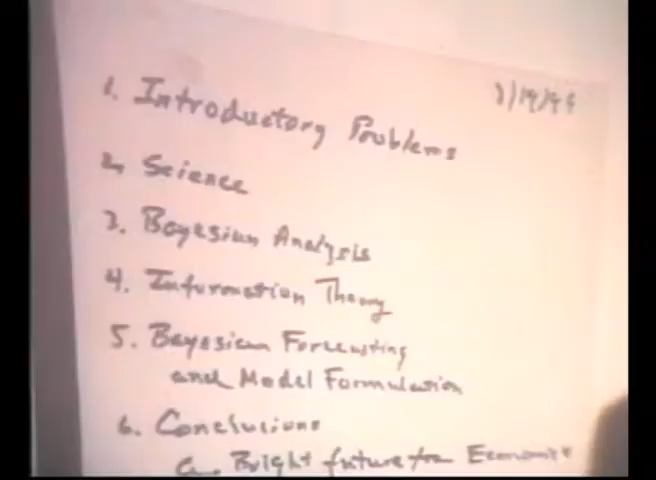 1. Introductory Problems
2. Science
3. Bayesian Analysis
4. Information Theory
5. Bayesian Forecasting
and Model Formulation
6. Conclusions
a. Bright future for